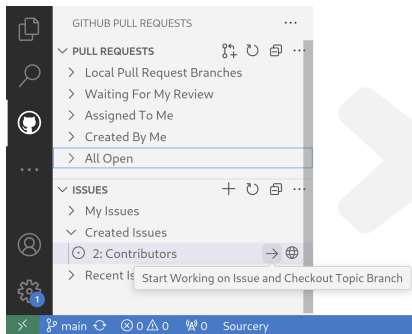 GITHUB PULL REQUESTS
PULL REQUESTS
Local Pull Request Branches
Waiting For My Review
Assigned To Me
Created By Me
All Open
ISSUES
My Issues
Created Issues
2: Contributors
Recent Is
Start Working on Issue and Checkout Topic Branch
1
main 0 0 0 Sourcery